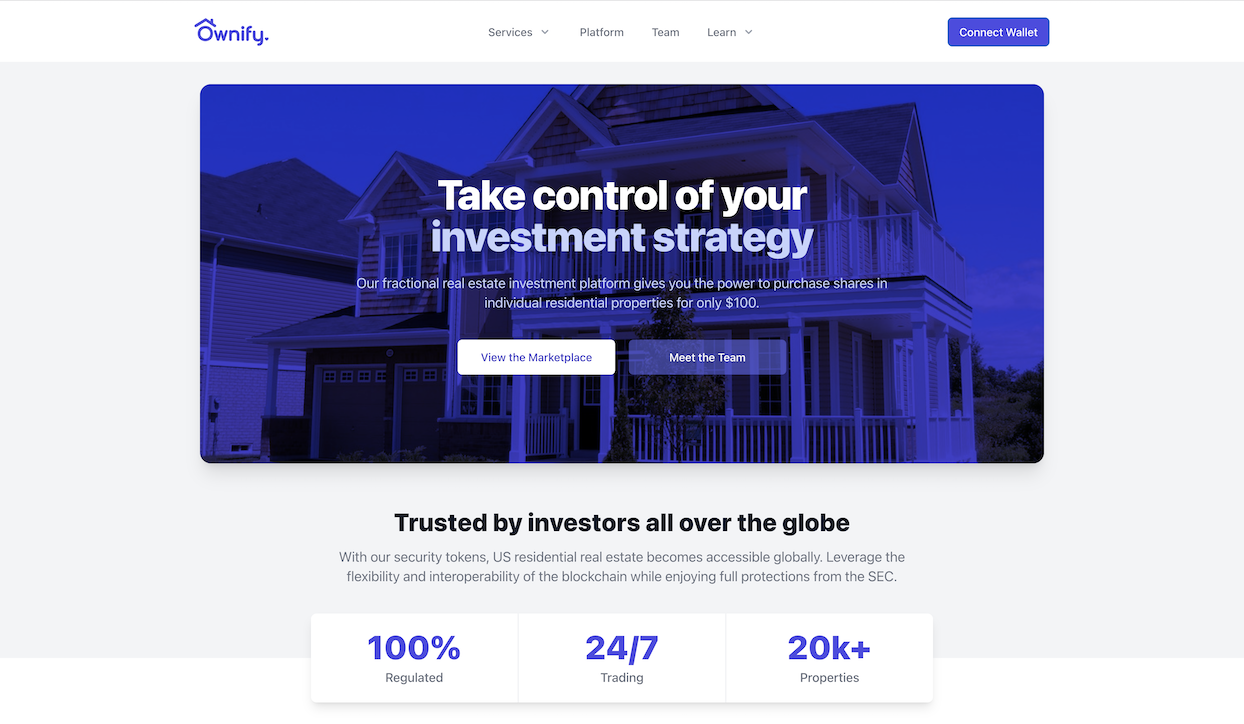 Ownify.
Services
Platform
Team
Learn
Connect Wallet
Take control of your
investment strategy
Our fractional real estate investment platform gives you the power to purchase shares in
individual residential properties for only $100.
View the Marketplace
Meet the Team
Trusted by investors all over the globe
With our security tokens, US residential real estate becomes accessible globally. Leverage the
flexibility and interoperability of the blockchain while enjoying full protections from the SEC.
100%
Regulated
24/7
Trading
20k+
Properties